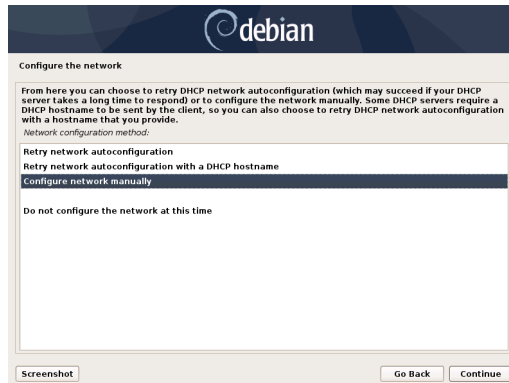 debian
Configure the network
From here you can choose to retry DHCP network autoconfiguration (which may succeed if your DHCP
server takes a long time to respond) or to configure the network manually. Some DHCP servers require a
DHCP hostname to be sent by the client, so you can also choose to retry DHCP network autoconfiguration
with a hostname that you provide.
Network configuration method:
Retry network autoconfiguration
Retry network autoconfiguration with a DHCP hostname
Configure network manually
Do not configure the network at this time
Screenshot
Go Back
Continue